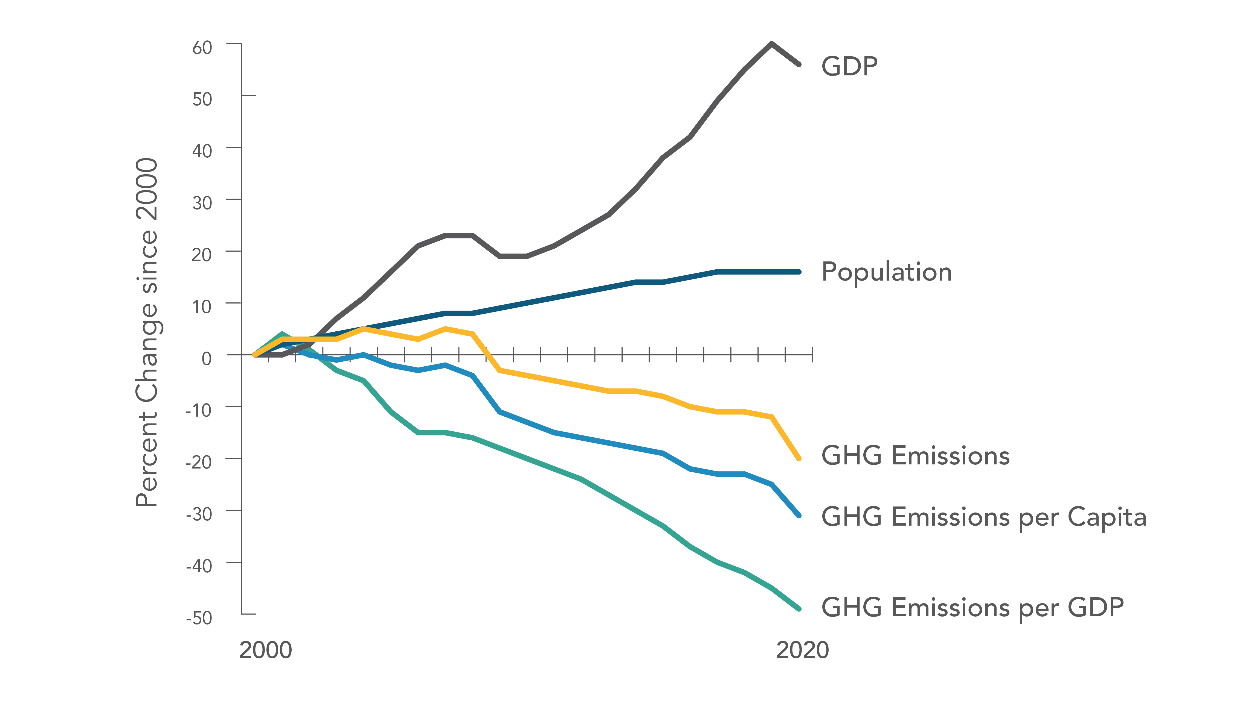 Percent Change since 2000
60
50
40
30
20
10
0
-10
-20
-30
-40
-50
2000
2020
GDP
Population
GHG Emissions
GHG Emissions per Capita
GHG Emissions per GDP